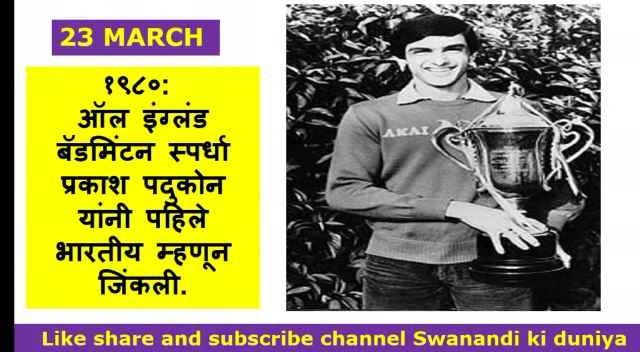 23 MARCH
१९८०:
ऑल इंग्लंड
बॅडमिंटन स्पर्धा
प्रकाश पदुकोन
यांनी पहिले
भारतीय म्हणून
जिंकली.
AKAI
Like share and subscribe channel Swanandi ki duniya